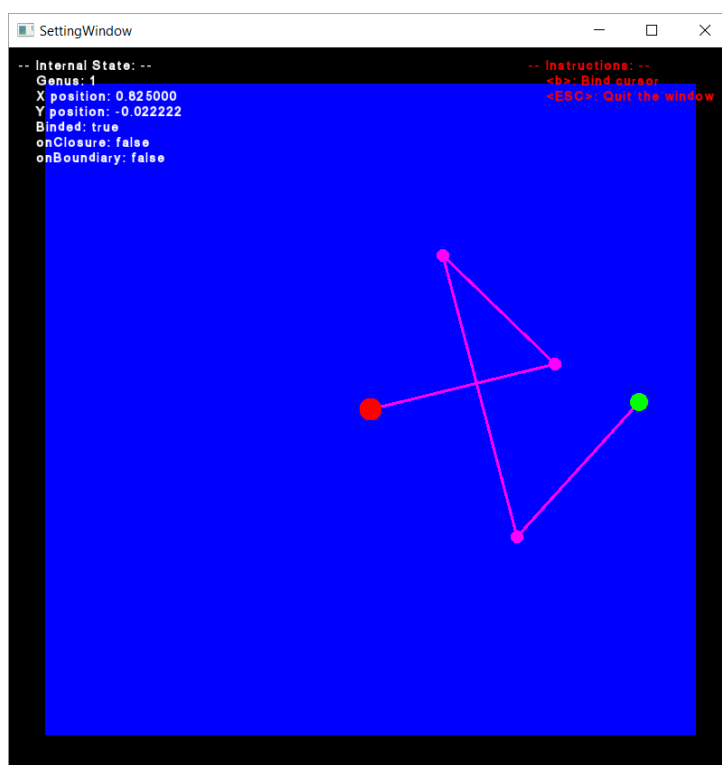 SettingWindow
-- Internal State: --
Genus: 1
X position: 0.825000
Y position: -0.022222
Binded: true
onClosure: false
onBoundiary: false
-- Instructions: --
<b>: Bind cursor
<ESC>: Quit the window